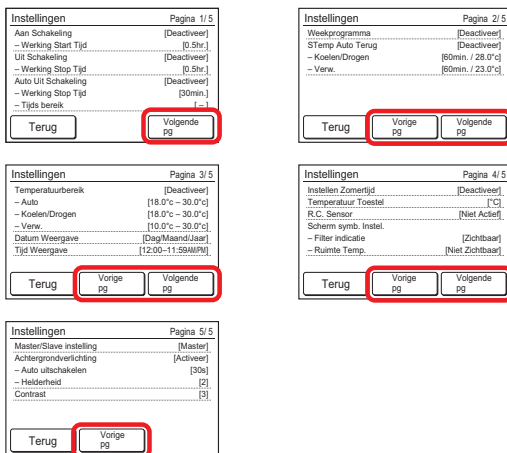 Instellingen Pagina 1/ 5
Aan Schakeling [Deactiveer]
– Werking Start Tijd [0.5hr.]
Uit Schakeling [Deactiveer]
– Werking Stop Tijd [0.5hr.]
Auto Uit Schakeling [Deactiveer]
– Werking Stop Tijd [30min.]
– Tijds bereik [ – ]
Terug
Volgende
pg
Instellingen Pagina 2/ 5
Weekprogramma [Deactiveer]
STemp Auto Terug [Deactiveer]
– Koelen/Drogen [60min. / 28.0°c]
– Verw. [60min. / 23.0°c]
Terug
Vorige
pg
Volgende
pg
Instellingen Pagina 3/ 5
Temperatuurbereik [Deactiveer]
– Auto [18.0°c – 30.0°c]
– Koelen/Drogen [18.0°c – 30.0°c]
– Verw. [10.0°c – 30.0°c]
Datum Weergave [Dag/Maand/Jaar]
Tijd Weergave [12:00–11:59AM/PM]
Terug
Vorige
pg
Volgende
pg
Instellingen Pagina 4/ 5
Instellen Zomertijd [Deactiveer]
Temperatuur Toestel [°C]
R.C. Sensor [Niet Actief]
Scherm symb. Instel.
– Filter indicatie [Zichtbaar]
– Ruimte Temp. [Niet Zichtbaar]
Terug
Vorige
pg
Volgende
pg
Instellingen Pagina 5/ 5
Master/Slave instelling [Master]
Achtergrondverlichting [Activeer]
– Auto uitschakelen [30s]
– Helderheid [2]
Contrast [3]
Terug
Vorige
pg